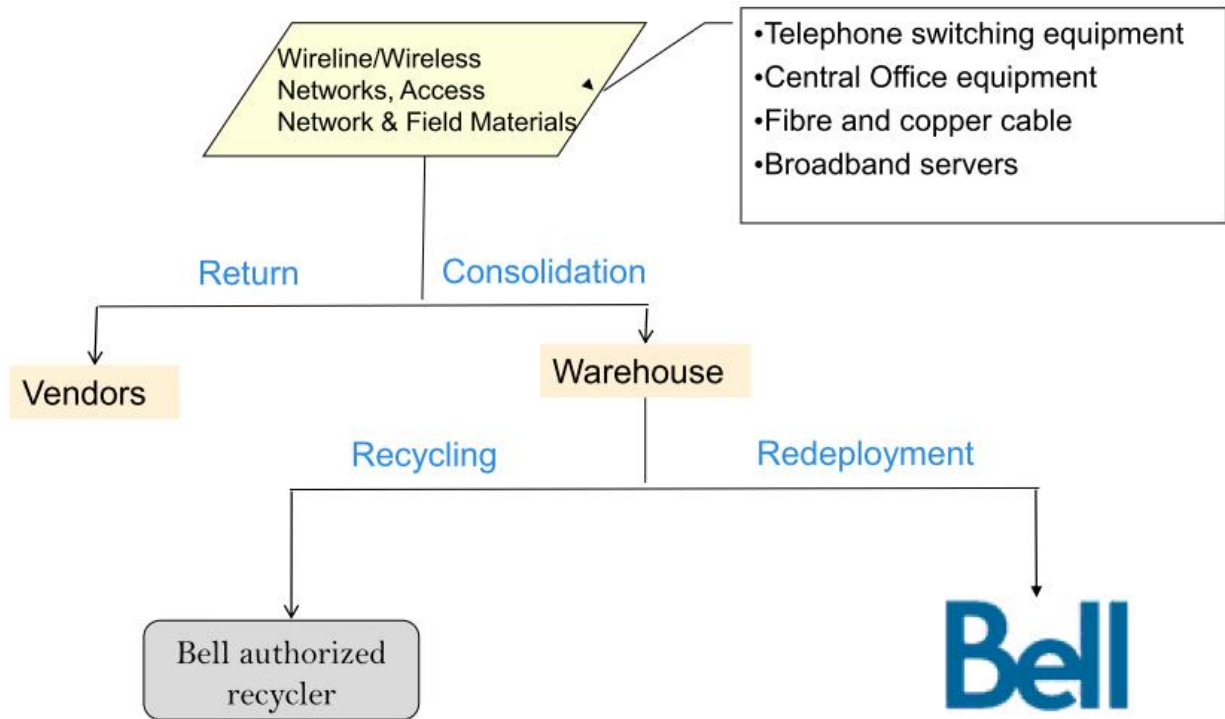 Wireline/Wireless
Networks, Access
Network & Field Materials
•Telephone switching equipment
•Central Office equipment
•Fibre and copper cable
•Broadband servers
Return
Consolidation
Vendors
Warehouse
Recycling
Redeployment
Bell authorized
recycler
Bell